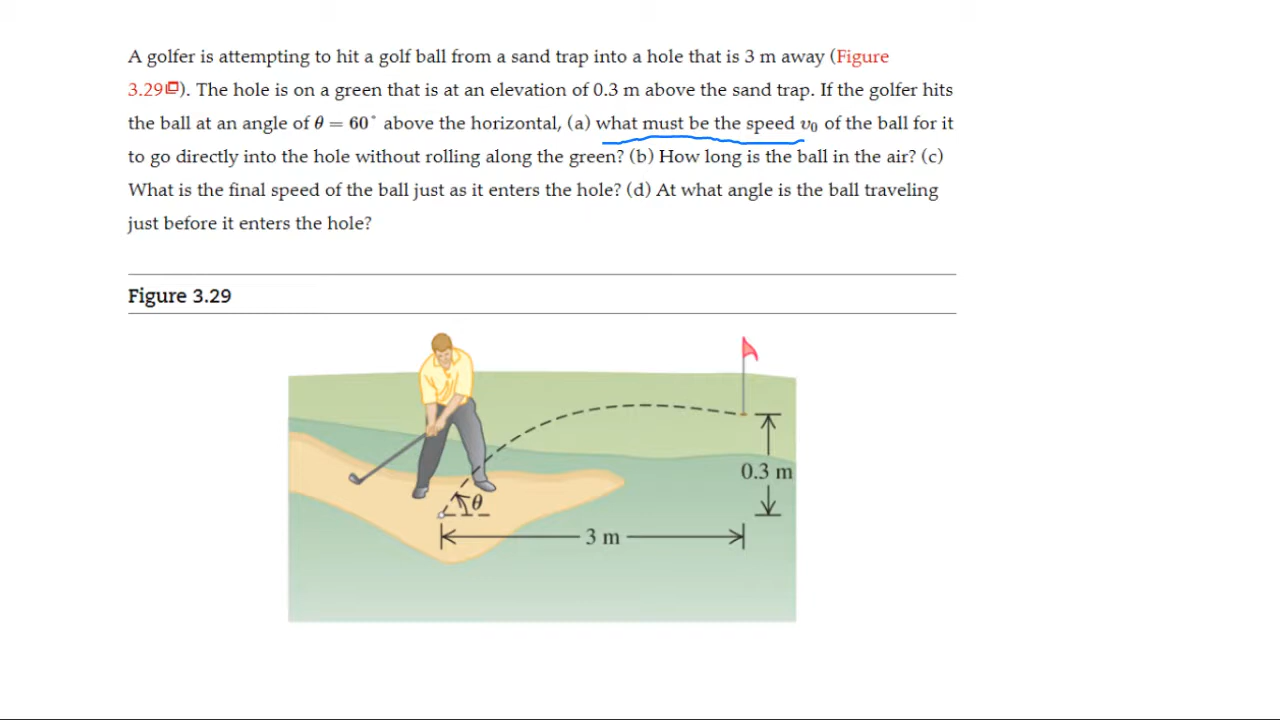 A golfer is attempting to hit a golf ball from a sand trap into a hole that is 3 m away (Figure
3.29). The hole is on a green that is at an elevation of 0.3 m above the sand trap. If the golfer hits
the ball at an angle of θ = 60° above the horizontal, (a) what must be the speed v₀ of the ball for it
to go directly into the hole without rolling along the green? (b) How long is the ball in the air? (c)
What is the final speed of the ball just as it enters the hole? (d) At what angle is the ball traveling
just before it enters the hole?
Figure 3.29
0.3 m
θ
3 m